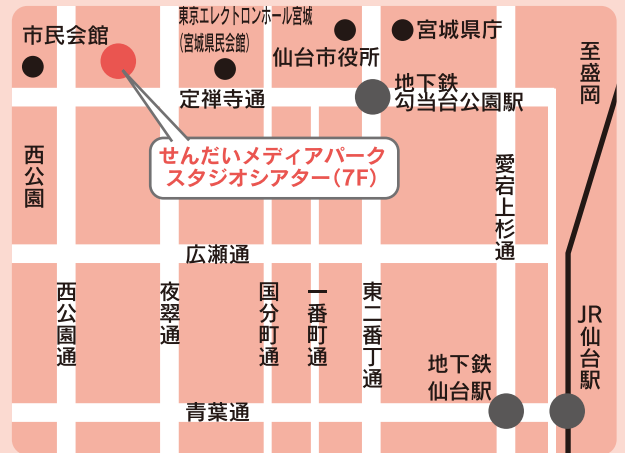 東京エレクトロンホール宮城
(宮城県民会館)
市民会館
仙台市役所
宮城県庁
至盛岡
地下鉄
勾当台公園駅
定禅寺通
せんだいメディアパーク
スタジオシアター(7F)
西公園
愛宕上杉通
広瀬通
西公園通
夜翠通
国分町通
一番町通
東二番丁通
JR仙台駅
地下鉄
仙台駅
青葉通